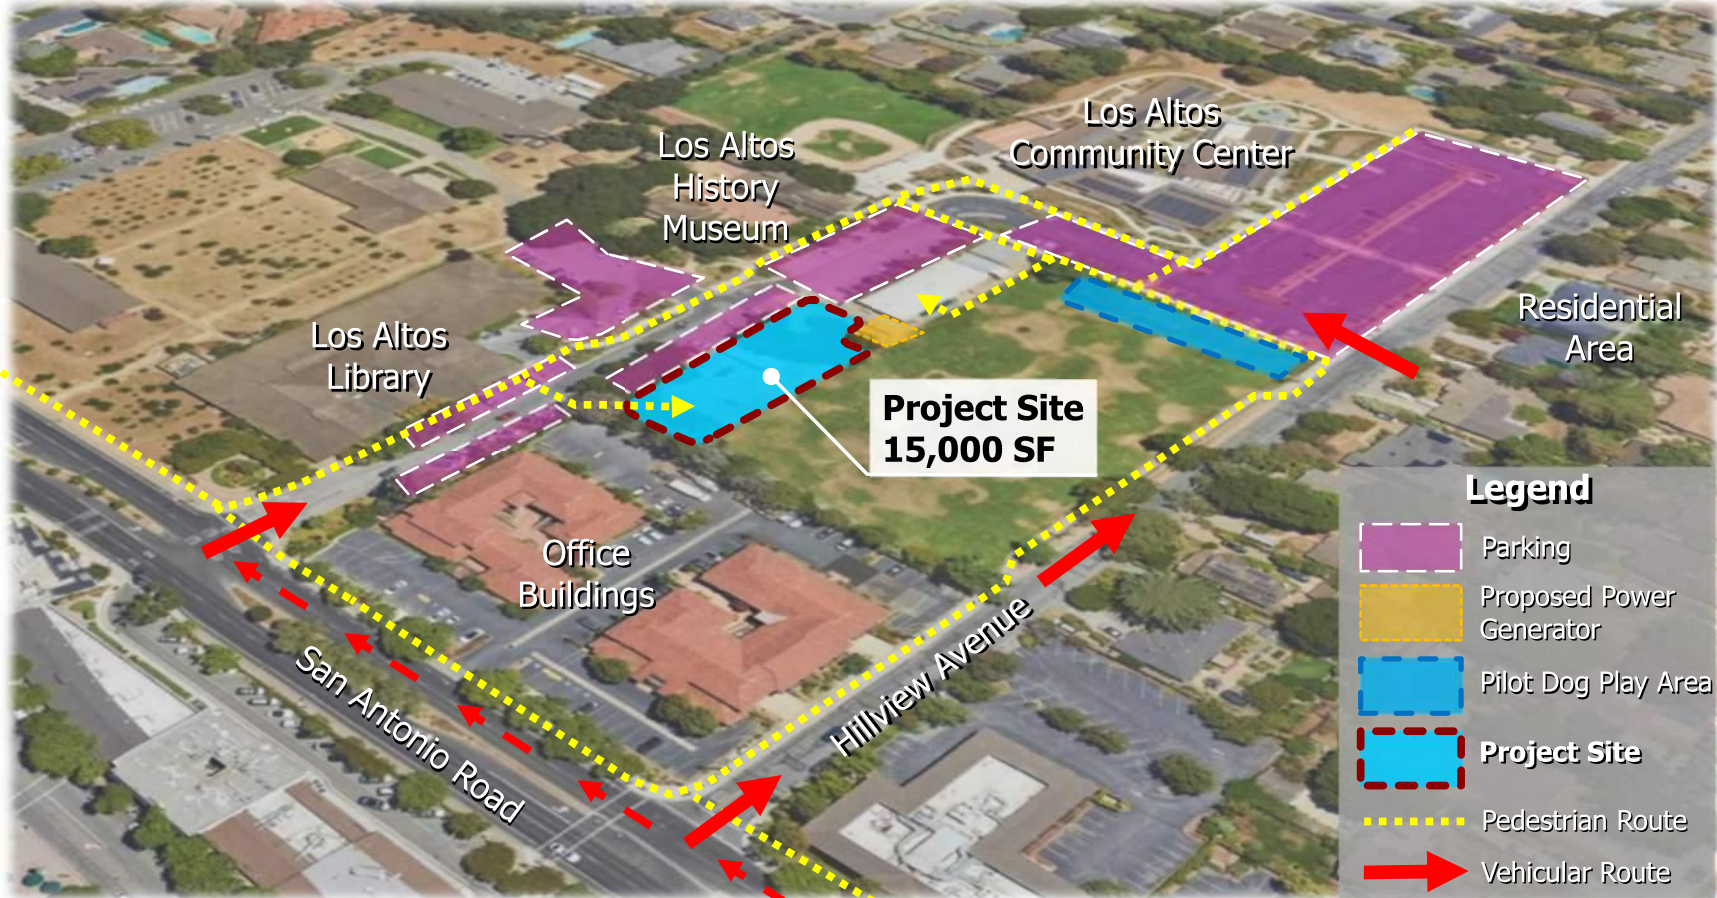 Los Altos
Community Center
Los Altos
History
Museum
Los Altos
Library
Residential
Area
Project Site
15,000 SF
Office
Buildings
San Antonio Road
Hillview Avenue
Legend
Parking
Proposed Power
Generator
Pilot Dog Play Area
Project Site
Pedestrian Route
Vehicular Route